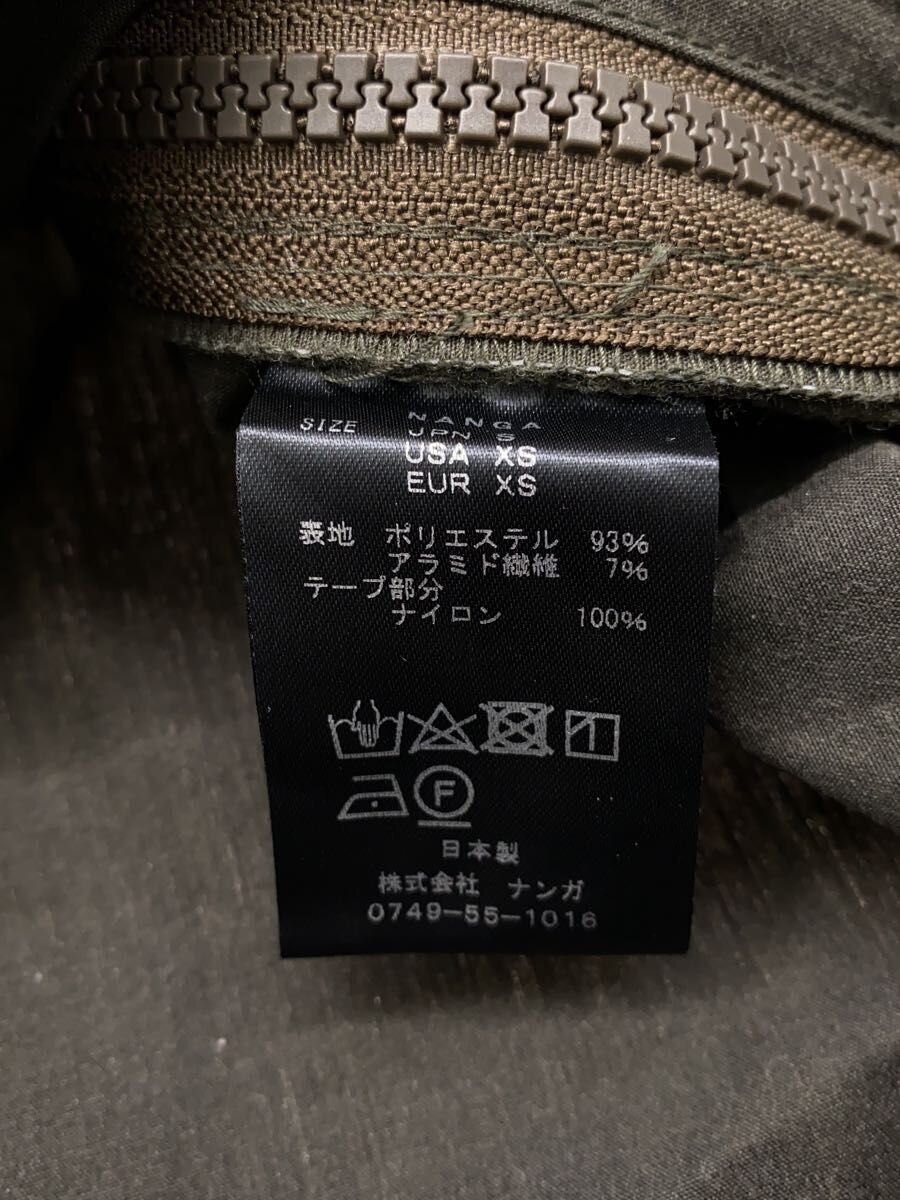 NANGA
SIZE JPN S
USA XS
EUR XS
表地 ポリエステル 93%
アラミド繊維 7%
テープ部分
ナイロン 100%
F
日本製
株式会社 ナンガ
0749-55-1016